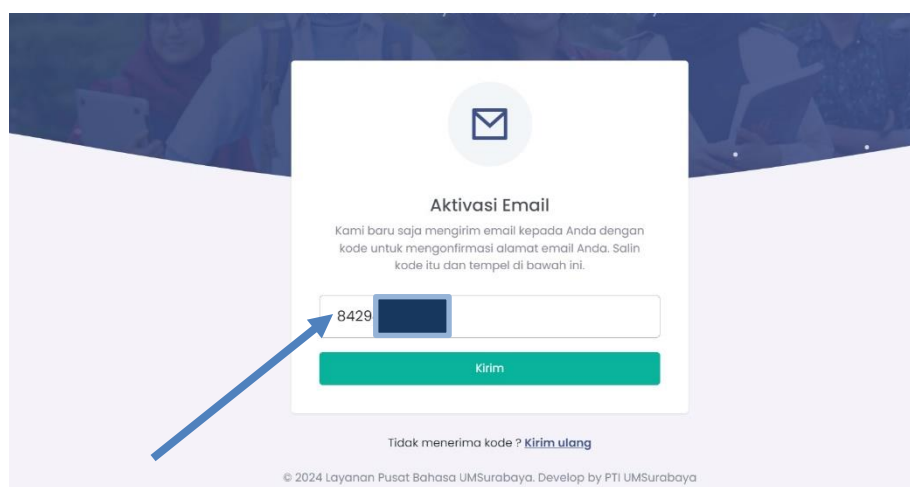 Aktivasi Email
Kami baru saja mengirim email kepada Anda dengan
kode untuk mengonfirmasi alamat email Anda. Salin
kode itu dan tempel di bawah ini.
8429
Kirim
Tidak menerima kode ? Kirim ulang
© 2024 Layanan Pusat Bahasa UMSurabaya. Develop by PTI UMSurabaya